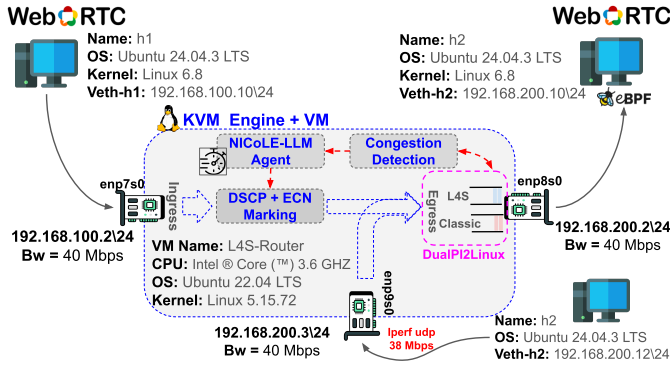 WebRTC
Name: h1
OS: Ubuntu 24.04.3 LTS
Kernel: Linux 6.8
Veth-h1: 192.168.100.10\24
WebRTC
Name: h2
OS: Ubuntu 24.04.3 LTS
Kernel: Linux 6.8
Veth-h2: 192.168.200.10\24
eBPF
KVM Engine + VM
NICoLE-LLM
Agent
Congestion
Detection
enp7s0
Ingress
DSCP + ECN
Marking
Egress
L4S
Classic
DualPI2Linux
enp8s0
192.168.100.2\24
Bw = 40 Mbps
192.168.200.2\24
Bw = 40 Mbps
VM Name: L4S-Router
CPU: Intel ® Core (™) 3.6 GHZ
OS: Ubuntu 22.04 LTS
Kernel: Linux 5.15.72
enp9s0
192.168.200.3\24
Bw = 40 Mbps
Iperf udp
38 Mbps
Name: h2
OS: Ubuntu 24.04.3 LTS
Veth-h2: 192.168.200.12\24